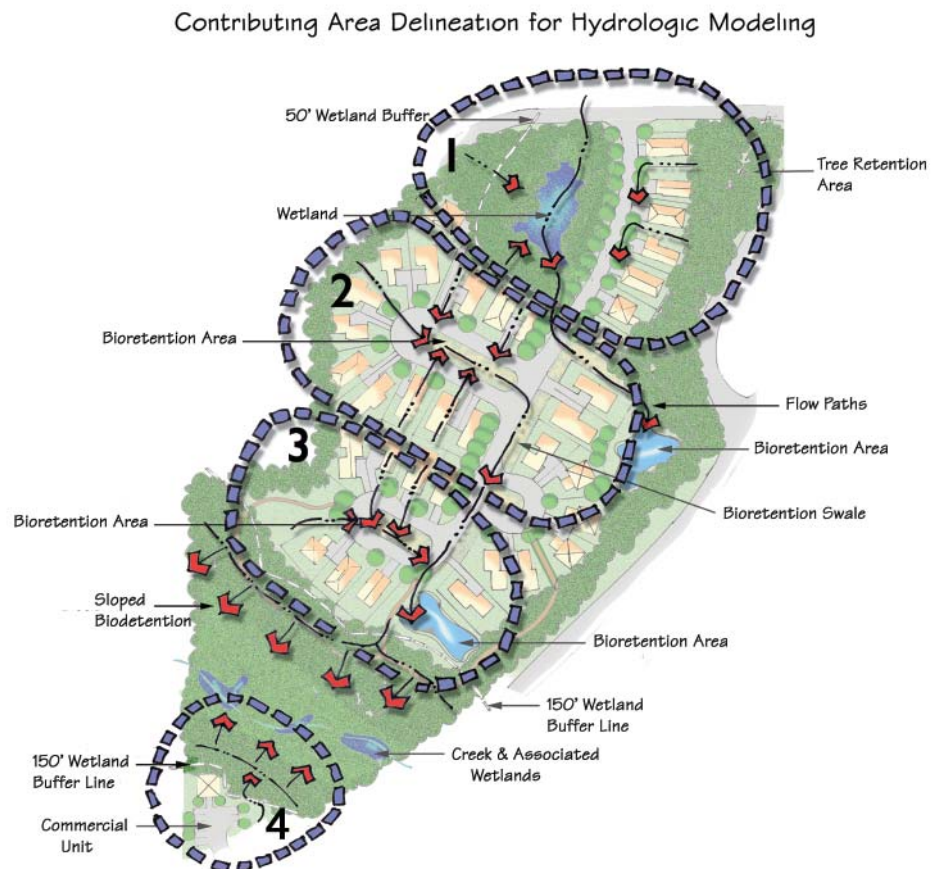 Contributing Area Delineation for Hydrologic Modeling
50' Wetland Buffer
1
Tree Retention
Area
Wetland
2
Bioretention Area
Flow Paths
3
Bioretention Area
Bioretention Swale
Bioretention Area
Sloped
Biodetention
Bioretention Area
150' Wetland
Buffer Line
150' Wetland
Buffer Line
Creek & Associated
Wetlands
Commercial
Unit
4